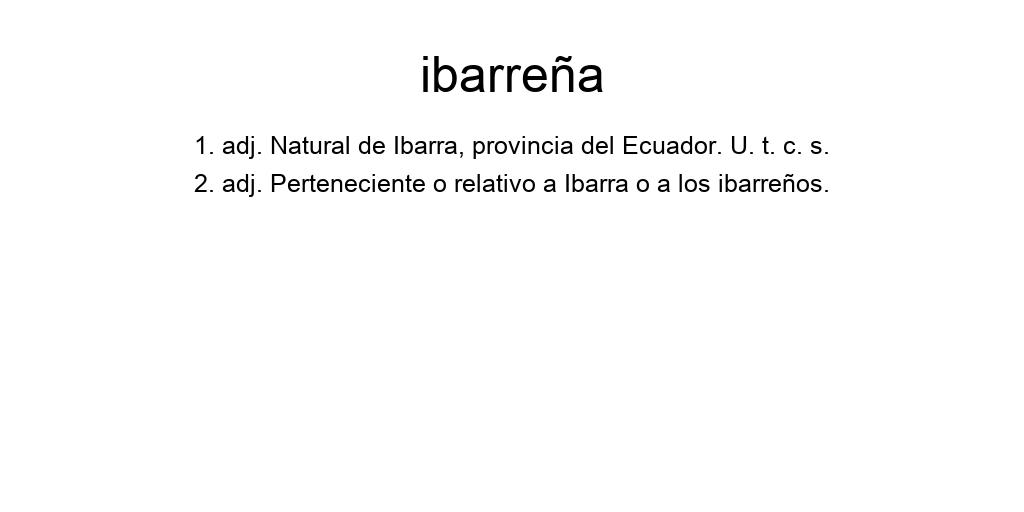 ibarreña
1. adj. Natural de Ibarra, provincia del Ecuador. U. t. c. s.
2. adj. Perteneciente o relativo a Ibarra o a los ibarreños.